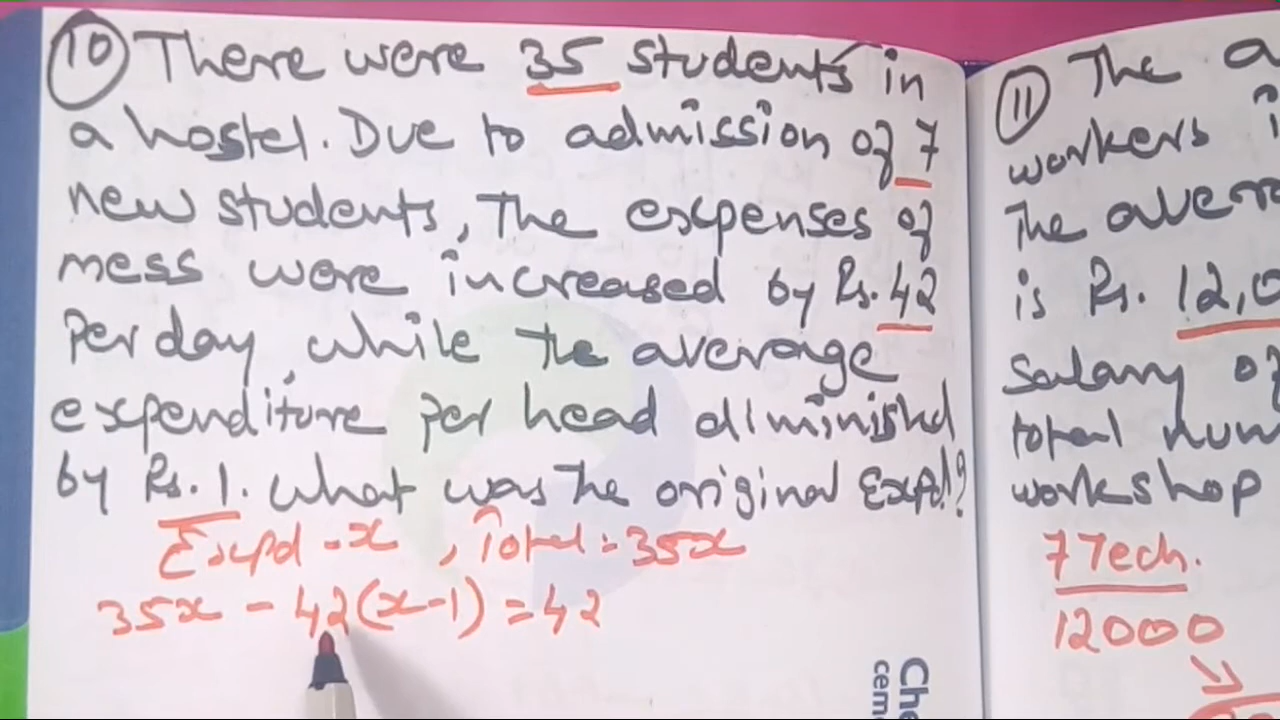 10 There were 35 students in
a hostel. Due to admission of 7
new students, The expenses of
mess were increased by Rs. 42
Per day, while the average
expenditure Per head diminishd
by Rs. 1. What was the original Expd?
Expd = x, Total = 35x
35x - 42(x-1) = 42
11 The a
workers i
The avera
is Rs. 12,0
Salary of
total num
workshop
7 Tech.
12000
Che
ceme